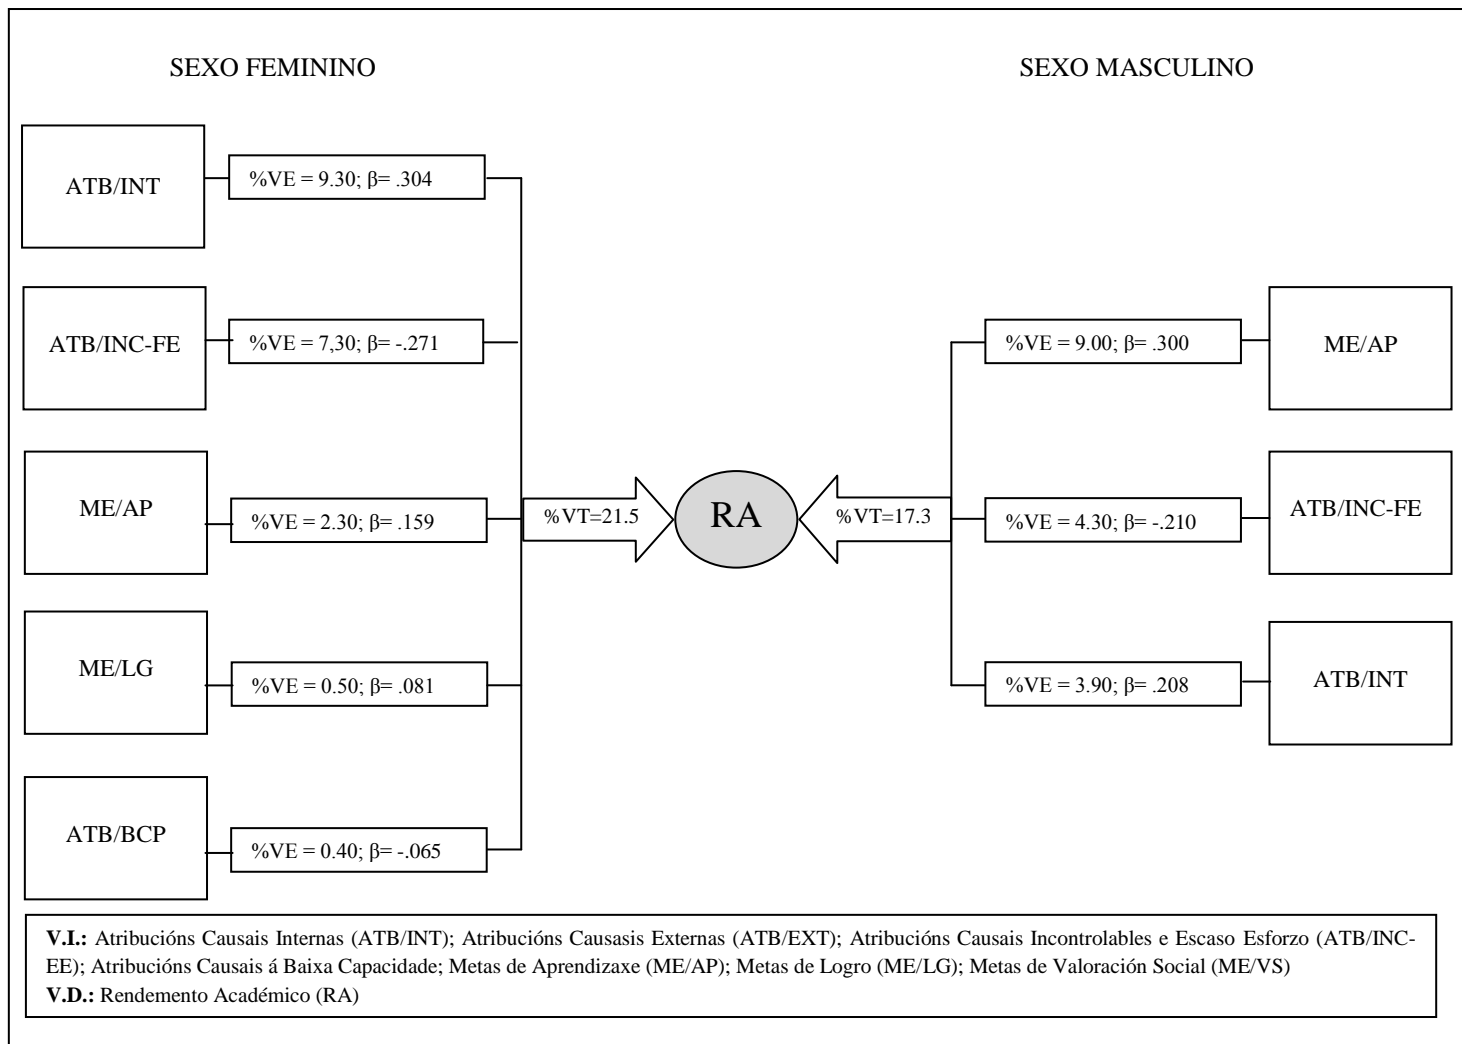 SEXO FEMININO
SEXO MASCULINO
ATB/INT
%VE = 9.30; β= .304
ATB/INC-FE
%VE = 7,30; β= -.271
ME/AP
%VE = 2.30; β= .159
ME/LG
%VE = 0.50; β= .081
ATB/BCP
%VE = 0.40; β= -.065
%VT=21.5
RA
%VT=17.3
%VE = 9.00; β= .300
ME/AP
%VE = 4.30; β= -.210
ATB/INC-FE
%VE = 3.90; β= .208
ATB/INT
V.I.: Atribucións Causais Internas (ATB/INT); Atribucións Causasis Externas (ATB/EXT); Atribucións Causais Incontrolables e Escaso Esforzo (ATB/INC-
EE); Atribucións Causais á Baixa Capacidade; Metas de Aprendizaxe (ME/AP); Metas de Logro (ME/LG); Metas de Valoración Social (ME/VS)
V.D.: Rendemento Académico (RA)